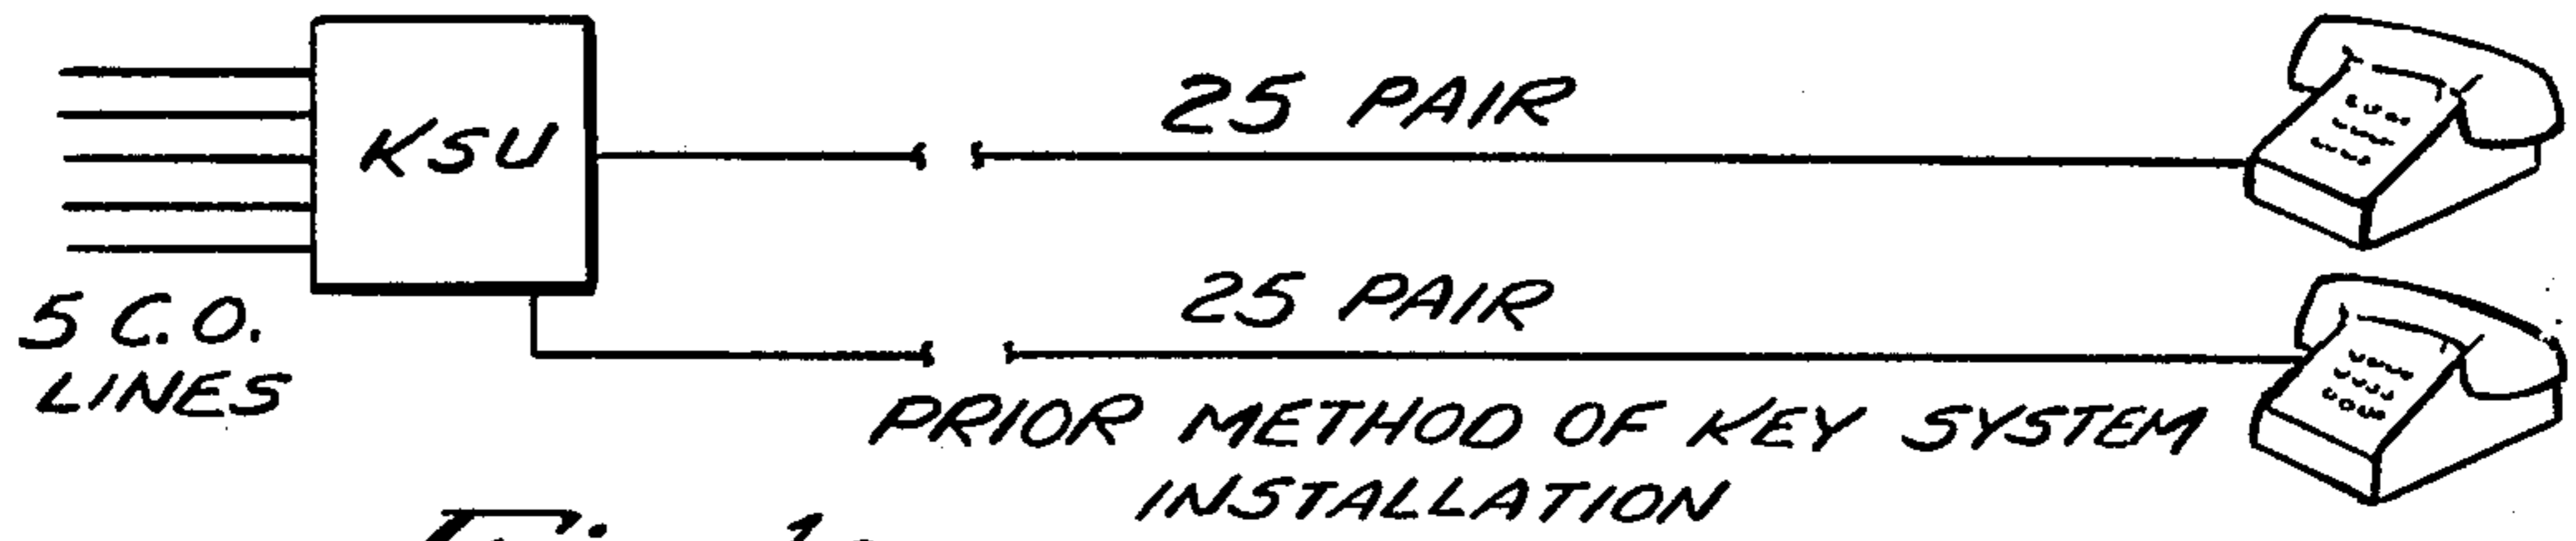 KSU
25 PAIR
25 PAIR
5 C.O.
LINES
PRIOR METHOD OF KEY SYSTEM
INSTALLATION